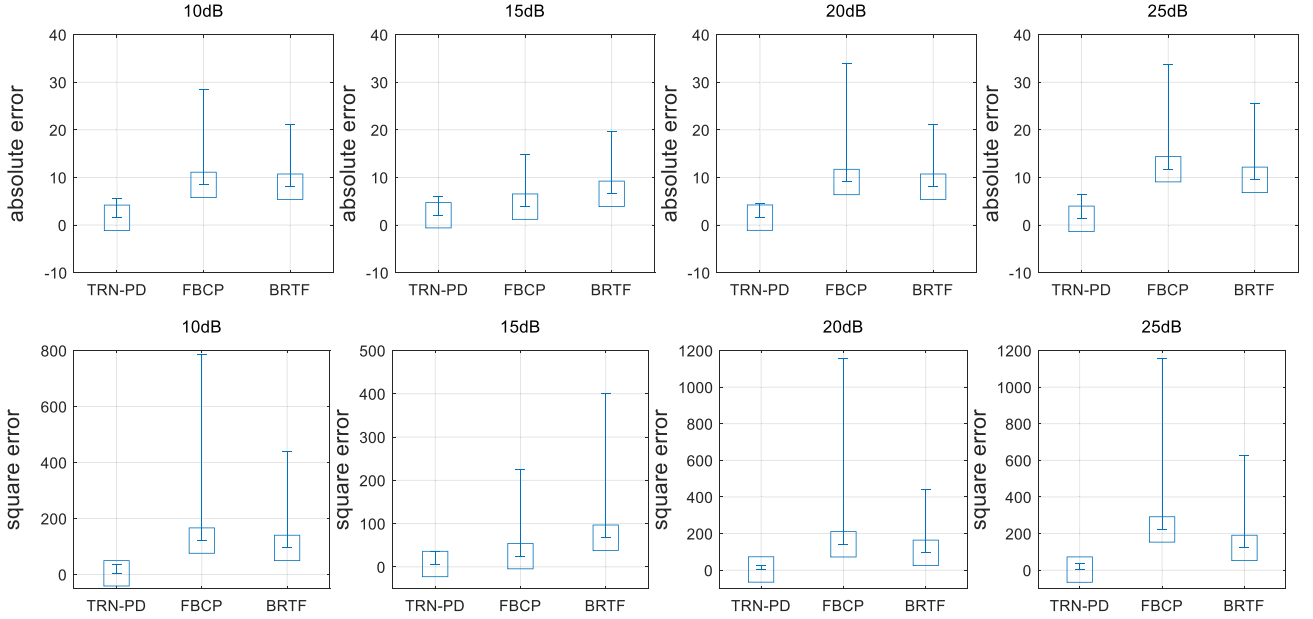 10dB
15dB
20dB
25dB
absolute error
40
30
20
10
0
-10
TRN-PD FBCP BRTF
absolute error
40
30
20
10
0
-10
TRN-PD FBCP BRTF
absolute error
40
30
20
10
0
-10
TRN-PD FBCP BRTF
absolute error
40
30
20
10
0
-10
TRN-PD FBCP BRTF
10dB
15dB
20dB
25dB
square error
800
600
400
200
0
TRN-PD FBCP BRTF
square error
500
400
300
200
100
0
TRN-PD FBCP BRTF
square error
1200
1000
800
600
400
200
0
TRN-PD FBCP BRTF
square error
1200
1000
800
600
400
200
0
TRN-PD FBCP BRTF